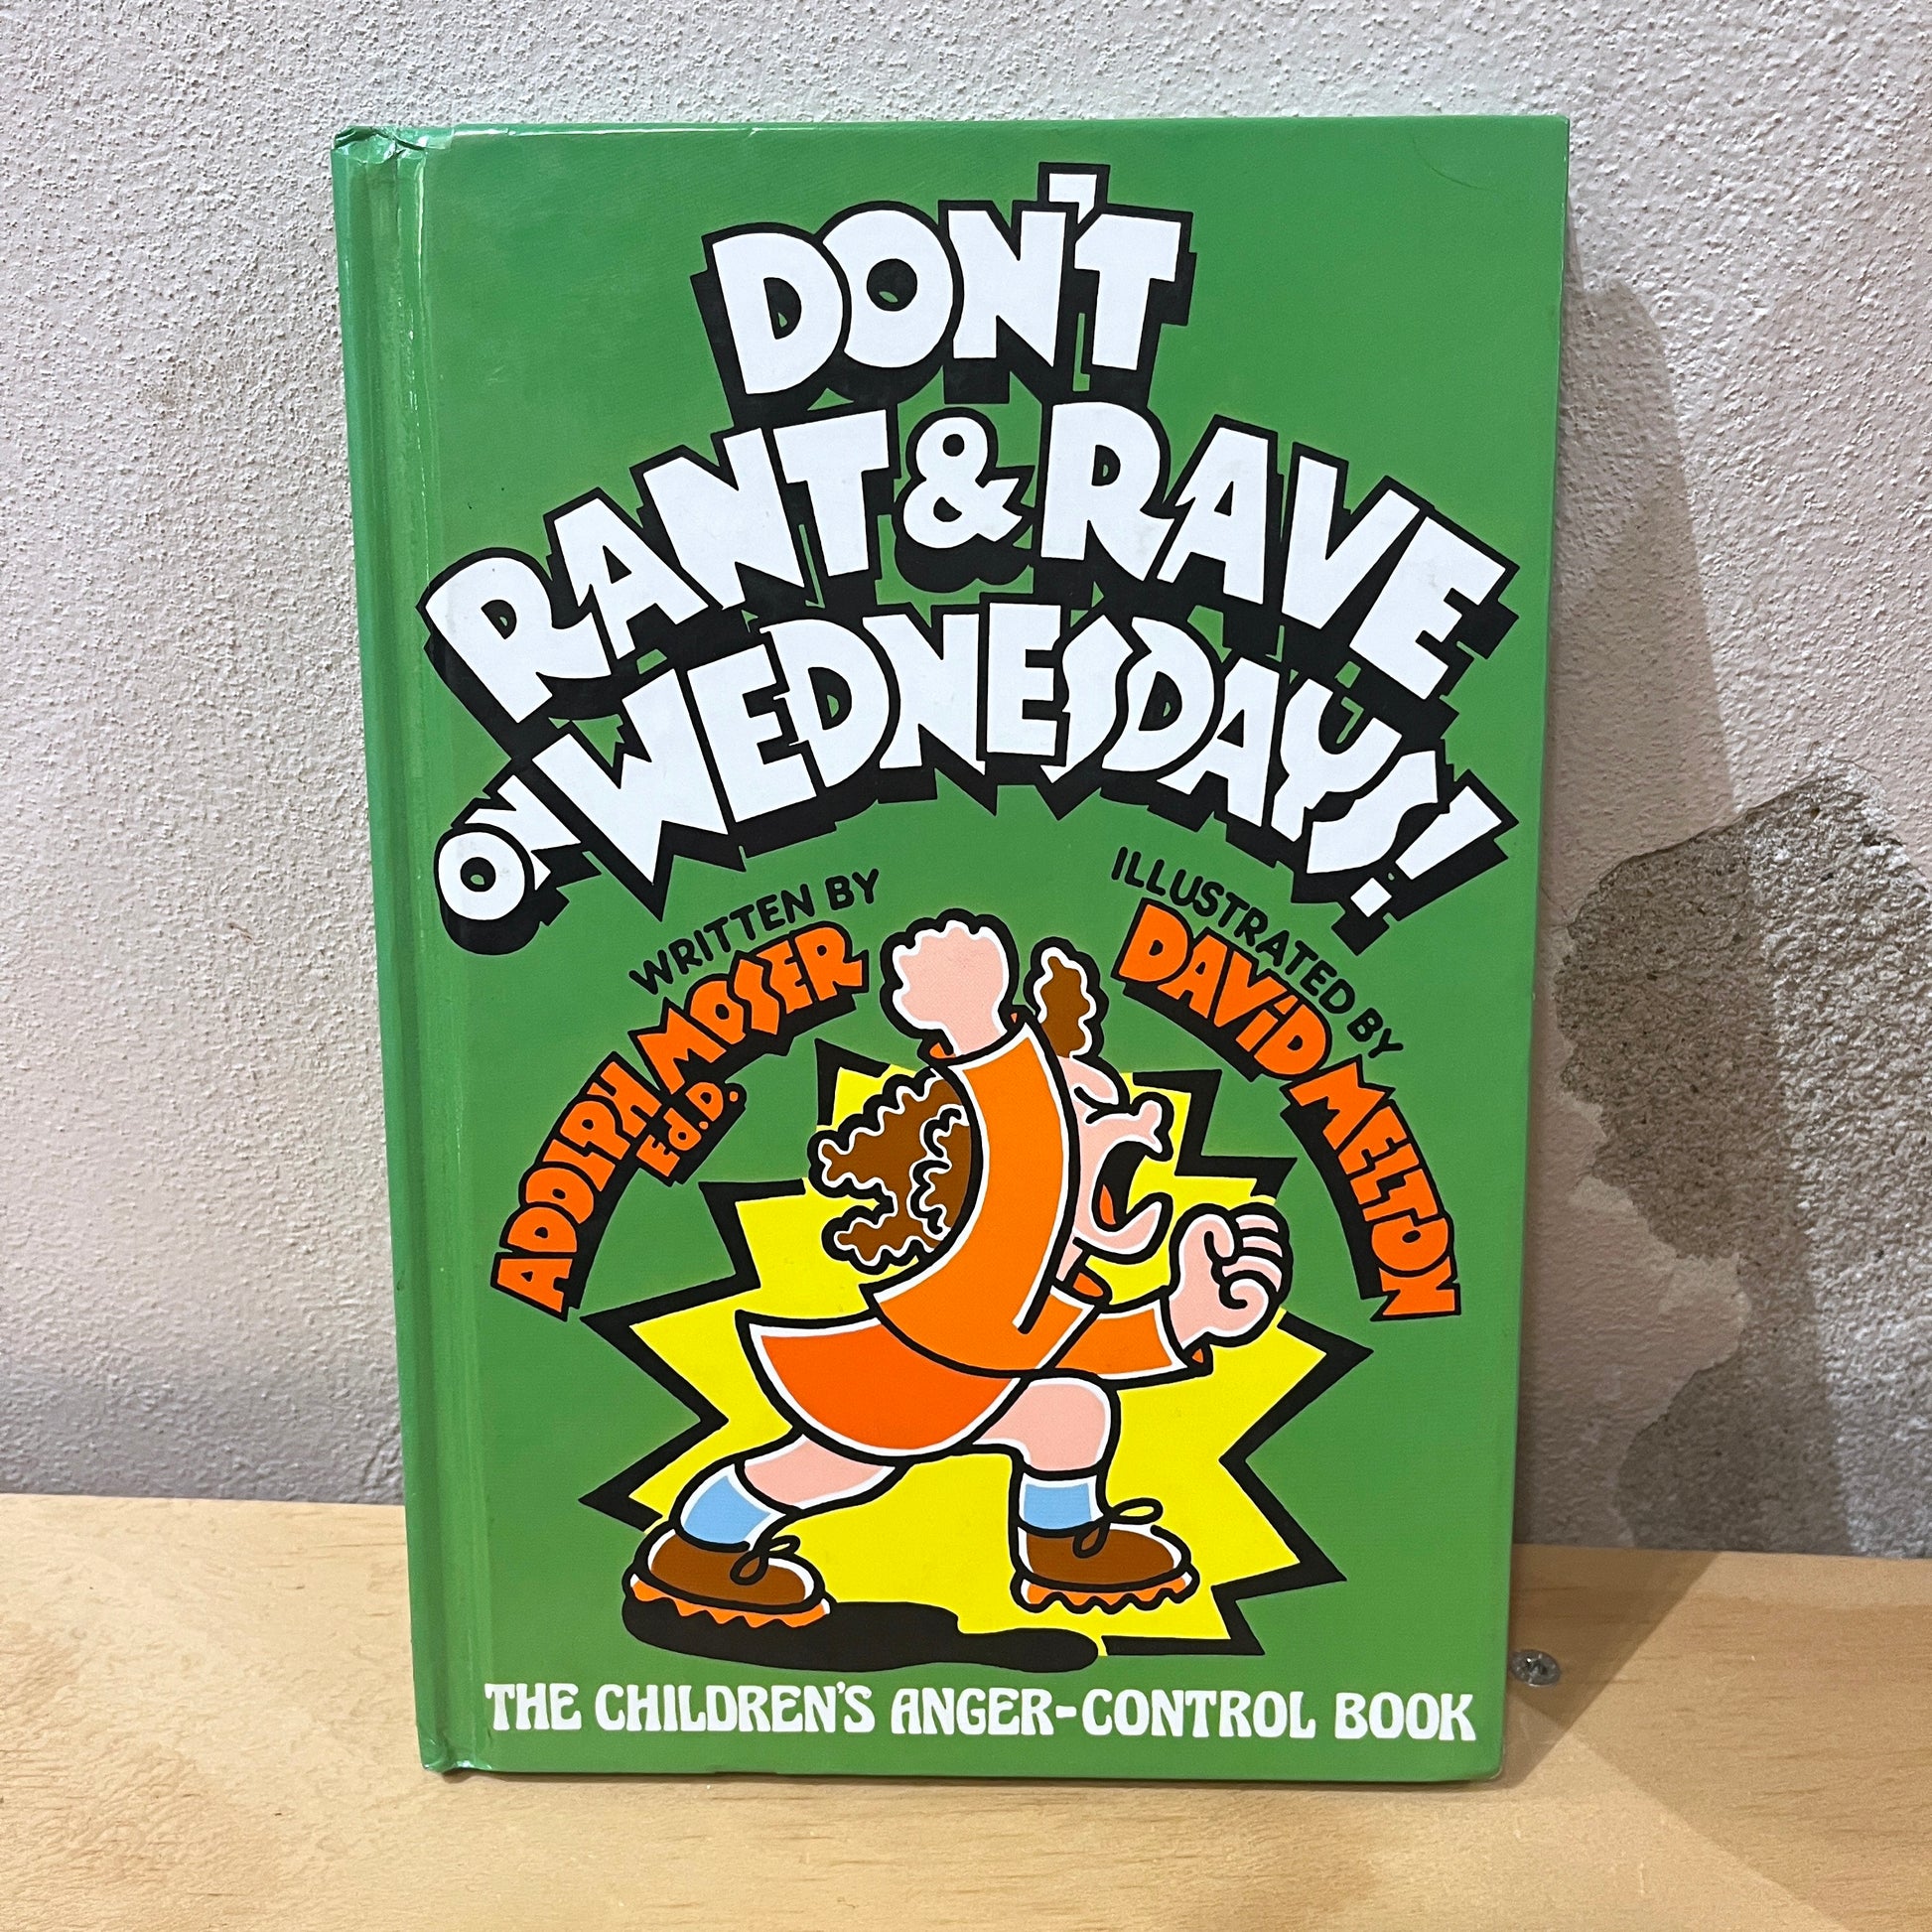 DON'T
RANT & RAVE
ON WEDNESDAYS!
WRITTEN BY
ADOLPH MOSER
Ed.D.
ILLUSTRATED BY
DAViD MELTON
THE CHILDREN'S ANGER-CONTROL BOOK